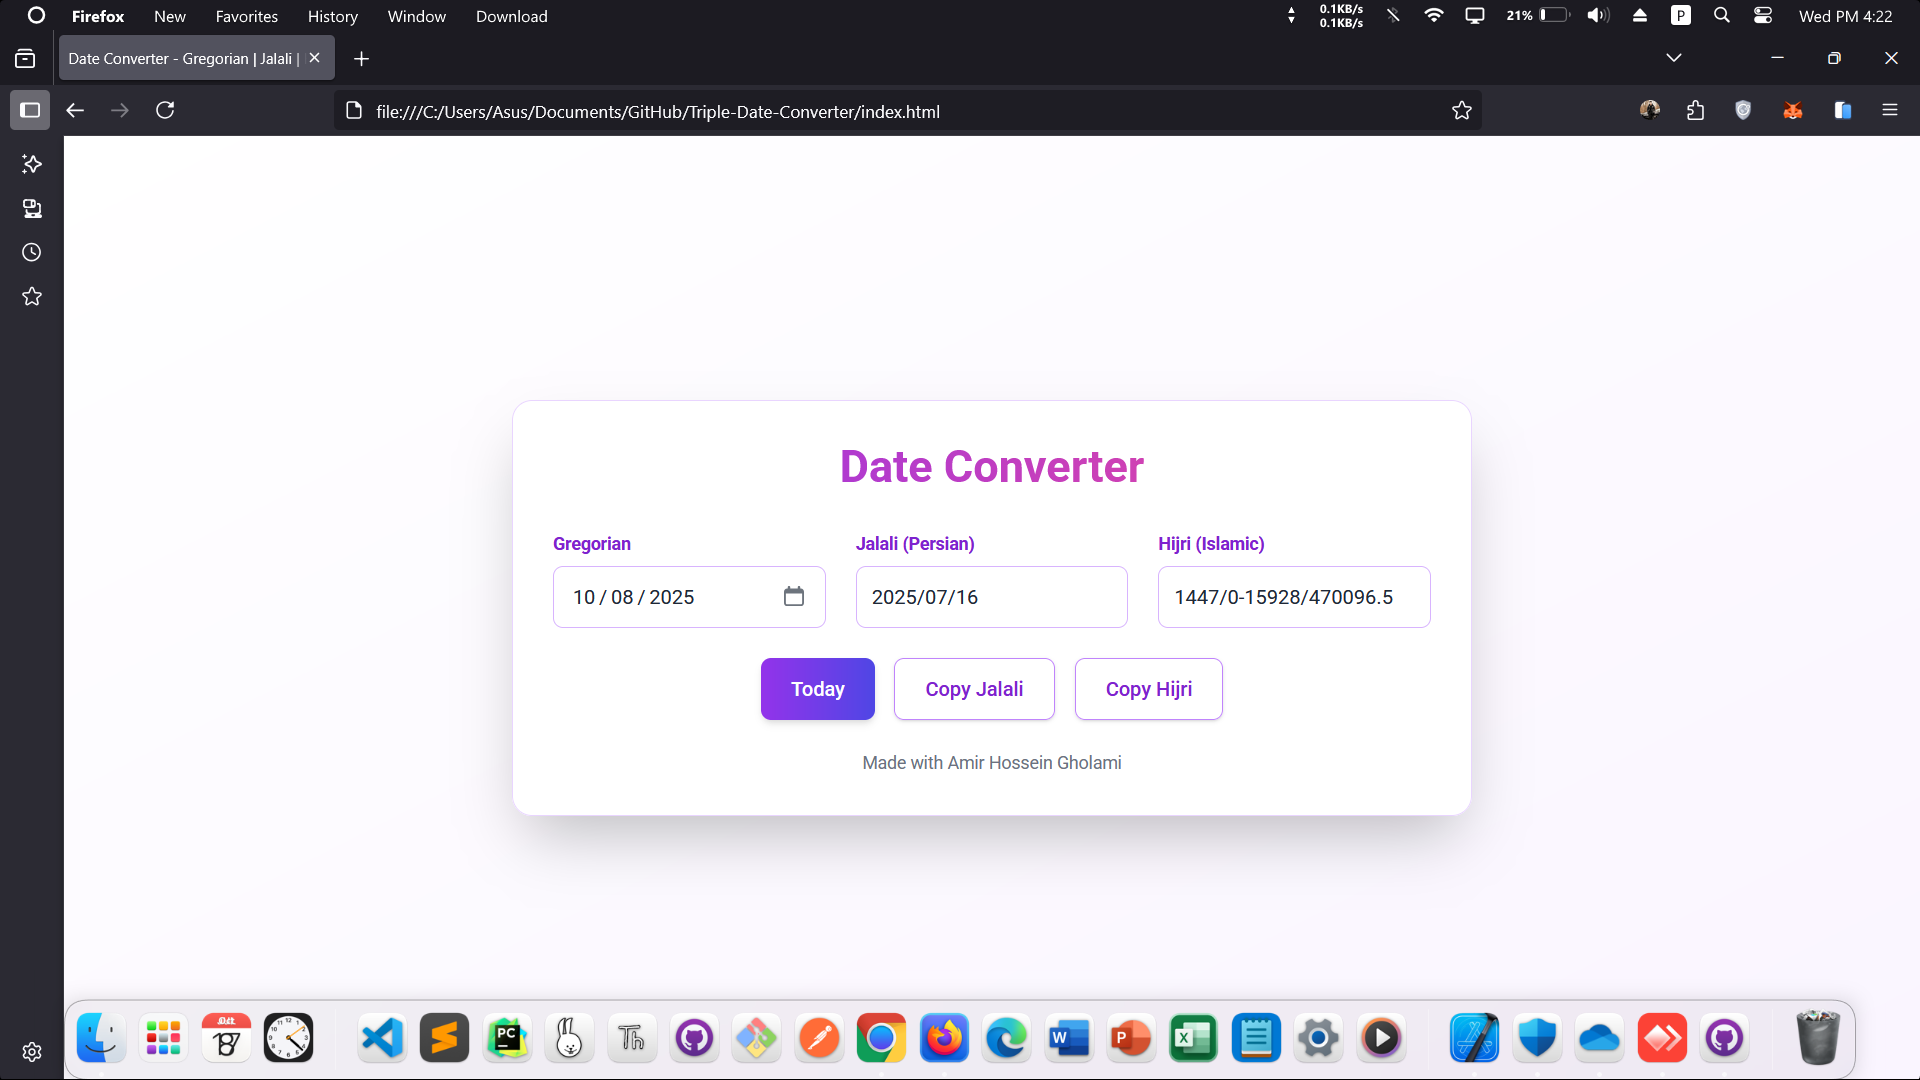 Firefox New Favorites History Window Download 0.1KB/s 0.1KB/s 21% P Wed PM 4:22
Date Converter - Gregorian | Jalali |
file:///C:/Users/Asus/Documents/GitHub/Triple-Date-Converter/index.html
Date Converter
Gregorian Jalali (Persian) Hijri (Islamic)
10 / 08 / 2025 2025/07/16 1447/0-15928/470096.5
Today Copy Jalali Copy Hijri
Made with Amir Hossein Gholami
PC Th W P X